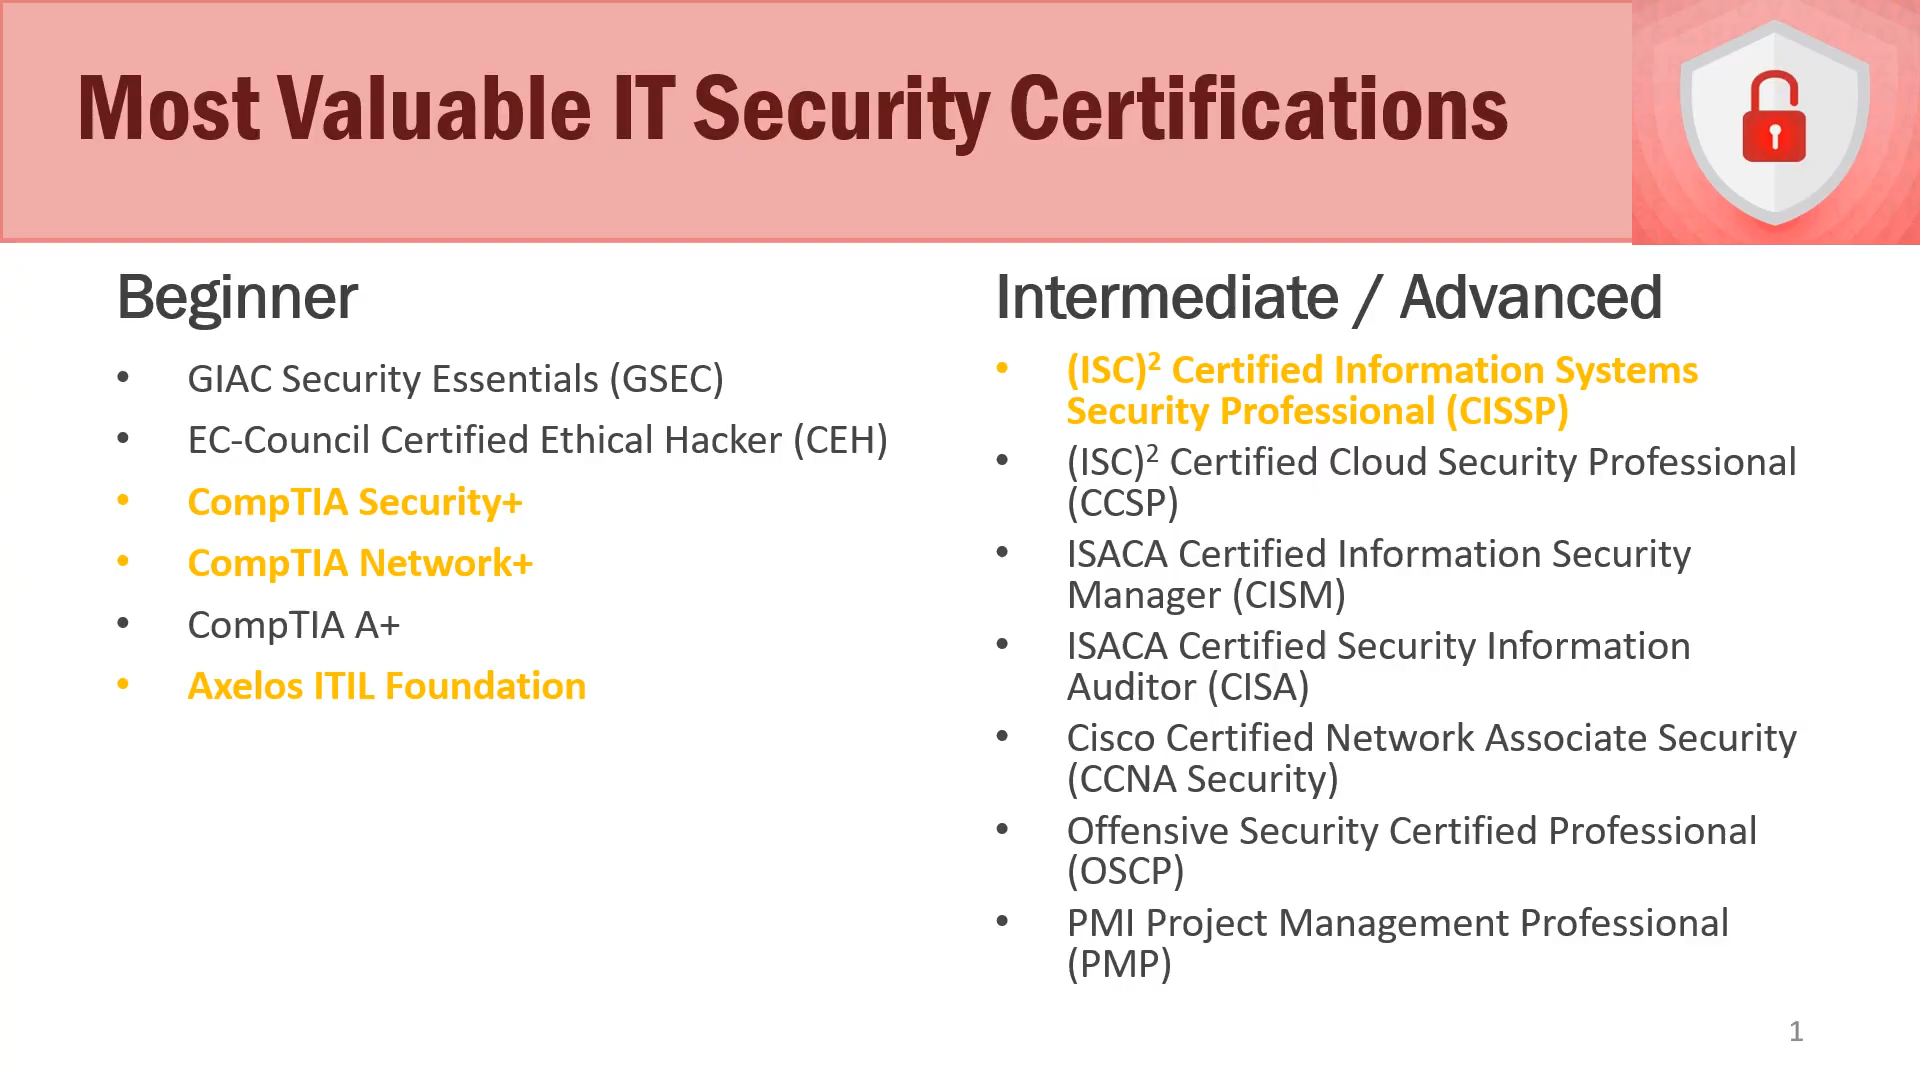 Most Valuable IT Security Certifications
Beginner
• GIAC Security Essentials (GSEC)
• EC-Council Certified Ethical Hacker (CEH)
• CompTIA Security+
• CompTIA Network+
• CompTIA A+
• Axelos ITIL Foundation
Intermediate / Advanced
• (ISC)² Certified Information Systems
Security Professional (CISSP)
• (ISC)² Certified Cloud Security Professional
(CCSP)
• ISACA Certified Information Security
Manager (CISM)
• ISACA Certified Security Information
Auditor (CISA)
• Cisco Certified Network Associate Security
(CCNA Security)
• Offensive Security Certified Professional
(OSCP)
• PMI Project Management Professional
(PMP)
1